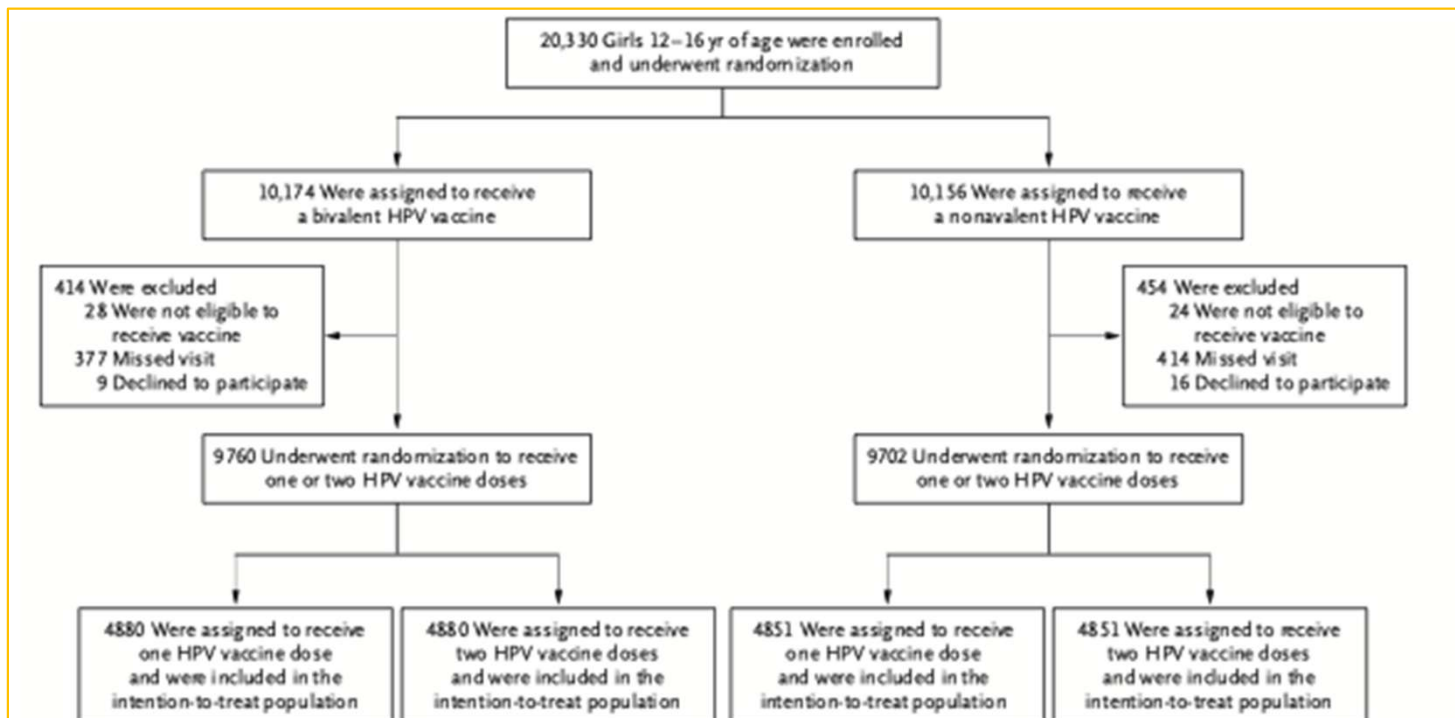 20,330 Girls 12–16 yr of age were enrolled
and underwent randomization
10,174 Were assigned to receive
a bivalent HPV vaccine
10,156 Were assigned to receive
a nonavalent HPV vaccine
414 Were excluded
28 Were not eligible to
receive vaccine
377 Missed visit
9 Declined to participate
454 Were excluded
24 Were not eligible to
receive vaccine
414 Missed visit
16 Declined to participate
9760 Underwent randomization to receive
one or two HPV vaccine doses
9702 Underwent randomization to receive
one or two HPV vaccine doses
4880 Were assigned to receive
one HPV vaccine dose
and were included in the
intention-to-treat population
4880 Were assigned to receive
two HPV vaccine doses
and were included in the
intention-to-treat population
4851 Were assigned to receive
one HPV vaccine dose
and were included in the
intention-to-treat population
4851 Were assigned to receive
two HPV vaccine doses
and were included in the
intention-to-treat population